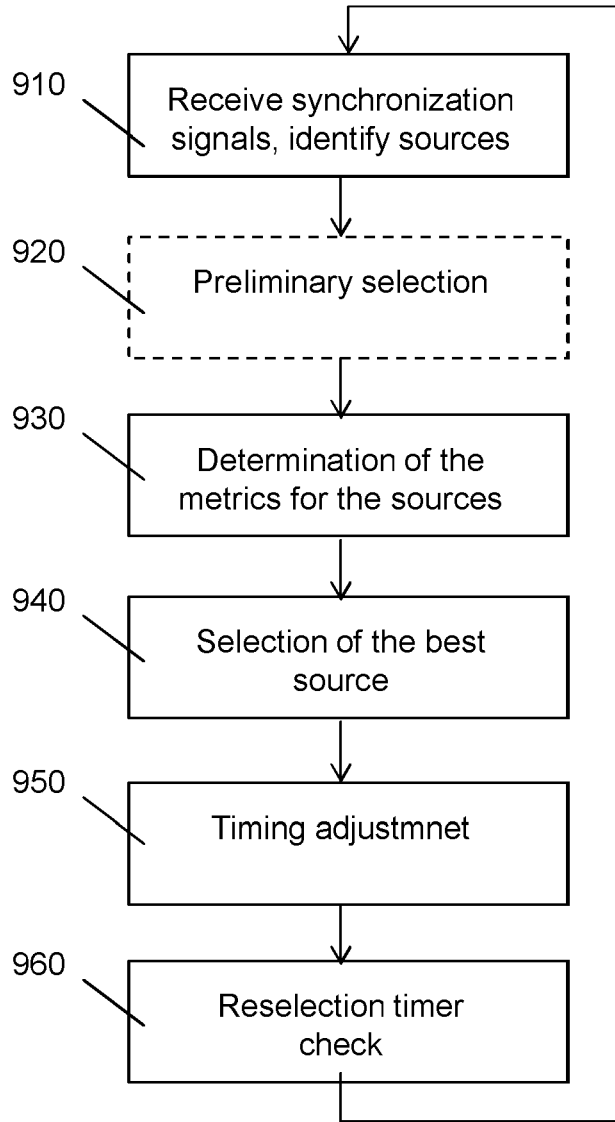 910
Receive synchronization
signals, identify sources
920
Preliminary selection
930
Determination of the
metrics for the sources
940
Selection of the best
source
950
Timing adjustmnet
960
Reselection timer
check